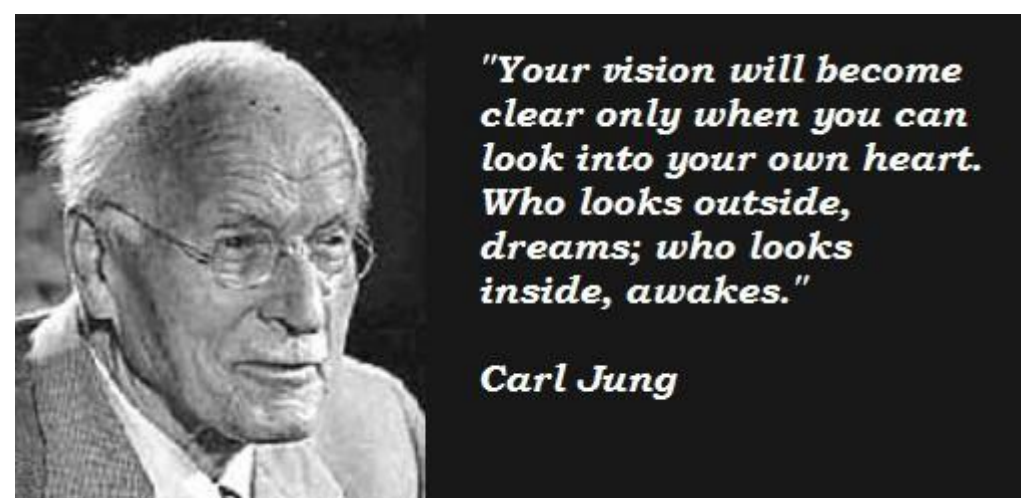 "Your vision will become
clear only when you can
look into your own heart.
Who looks outside,
dreams; who looks
inside, awakes."
Carl Jung